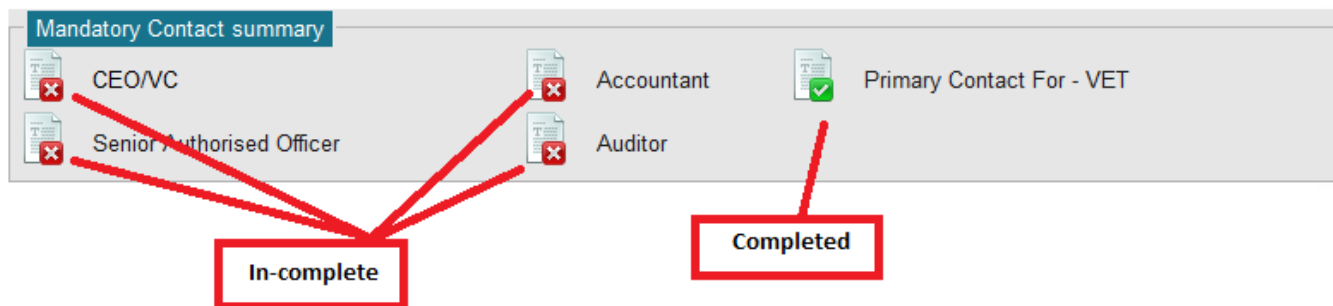 Mandatory Contact summary
CEO/VC Accountant Primary Contact For - VET
Senior Authorised Officer Auditor
In-complete Completed